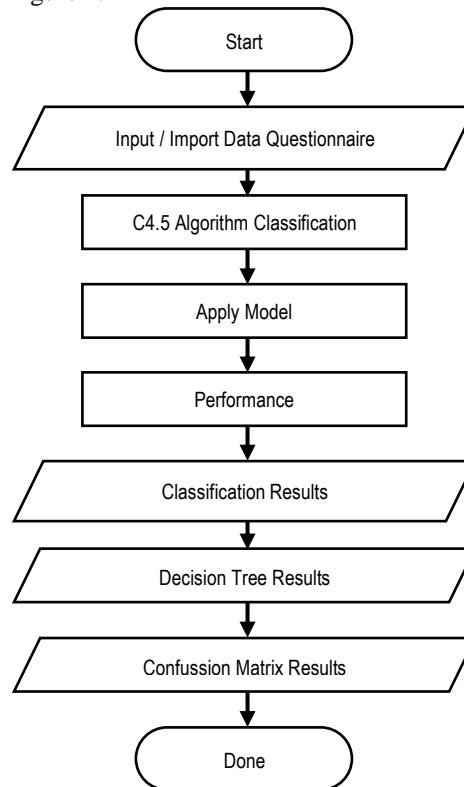 Start
Input / Import Data Questionnaire
C4.5 Algorithm Classification
Apply Model
Performance
Classification Results
Decision Tree Results
Confussion Matrix Results
Done